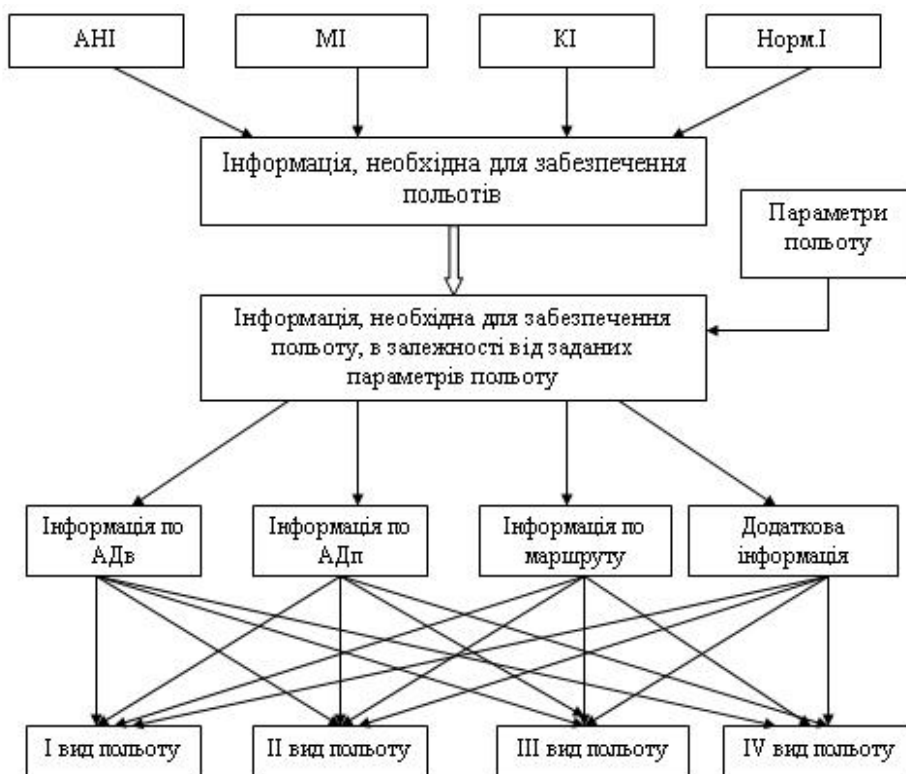 АНІ
МІ
КІ
Норм.І
Інформація, необхідна для забезпечення
польотів
Параметри
польоту
Інформація, необхідна для забезпечення
польоту, в залежності від заданих
параметрів польоту
Інформація по
АДв
Інформація по
АДп
Інформація по
маршруту
Додаткова
інформація
І вид польоту
ІІ вид польоту
ІІІ вид польоту
IV вид польоту